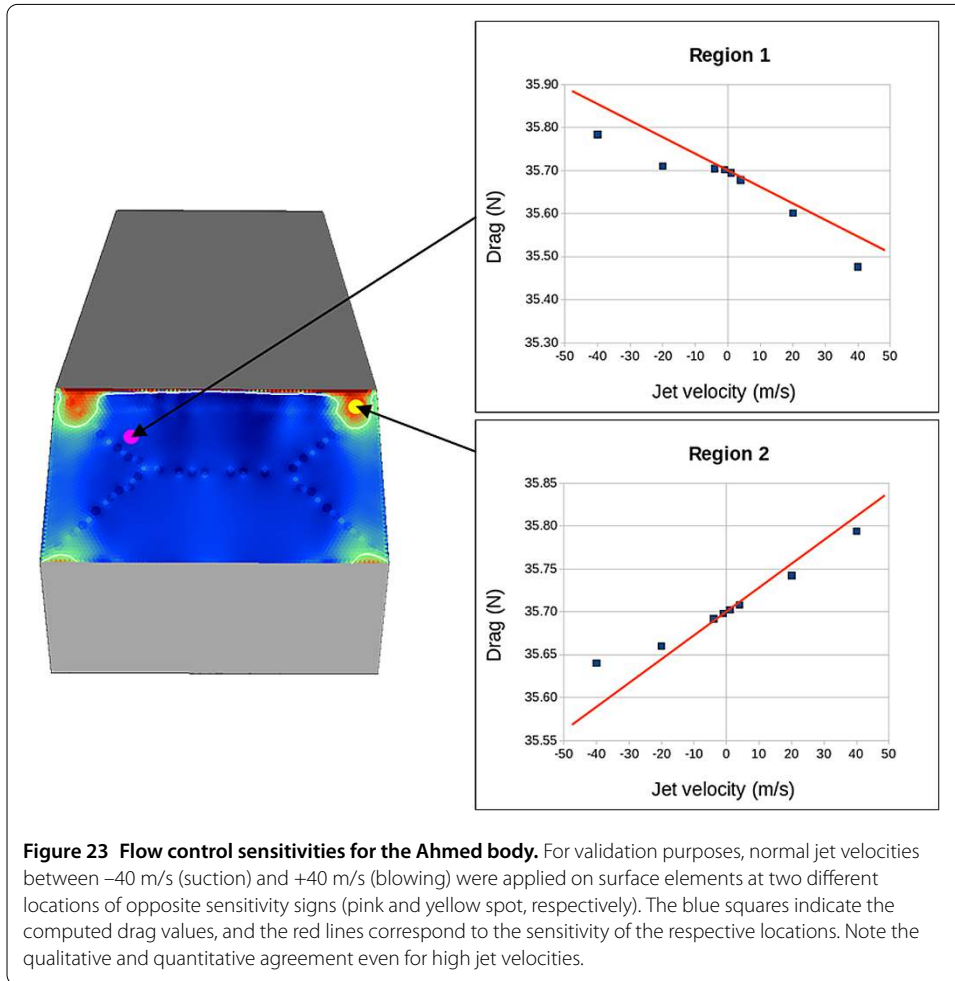 Region 1
35.90
35.80
35.70
35.60
35.50
35.40
35.30
Drag (N)
-50 -40 -30 -20 -10 0 10 20 30 40 50
Jet velocity (m/s)
Region 2
35.85
35.80
35.75
35.70
35.65
35.60
35.55
Drag (N)
-50 -40 -30 -20 -10 0 10 20 30 40 50
Jet velocity (m/s)
Figure 23 Flow control sensitivities for the Ahmed body. For validation purposes, normal jet velocities
between –40 m/s (suction) and +40 m/s (blowing) were applied on surface elements at two different
locations of opposite sensitivity signs (pink and yellow spot, respectively). The blue squares indicate the
computed drag values, and the red lines correspond to the sensitivity of the respective locations. Note the
qualitative and quantitative agreement even for high jet velocities.